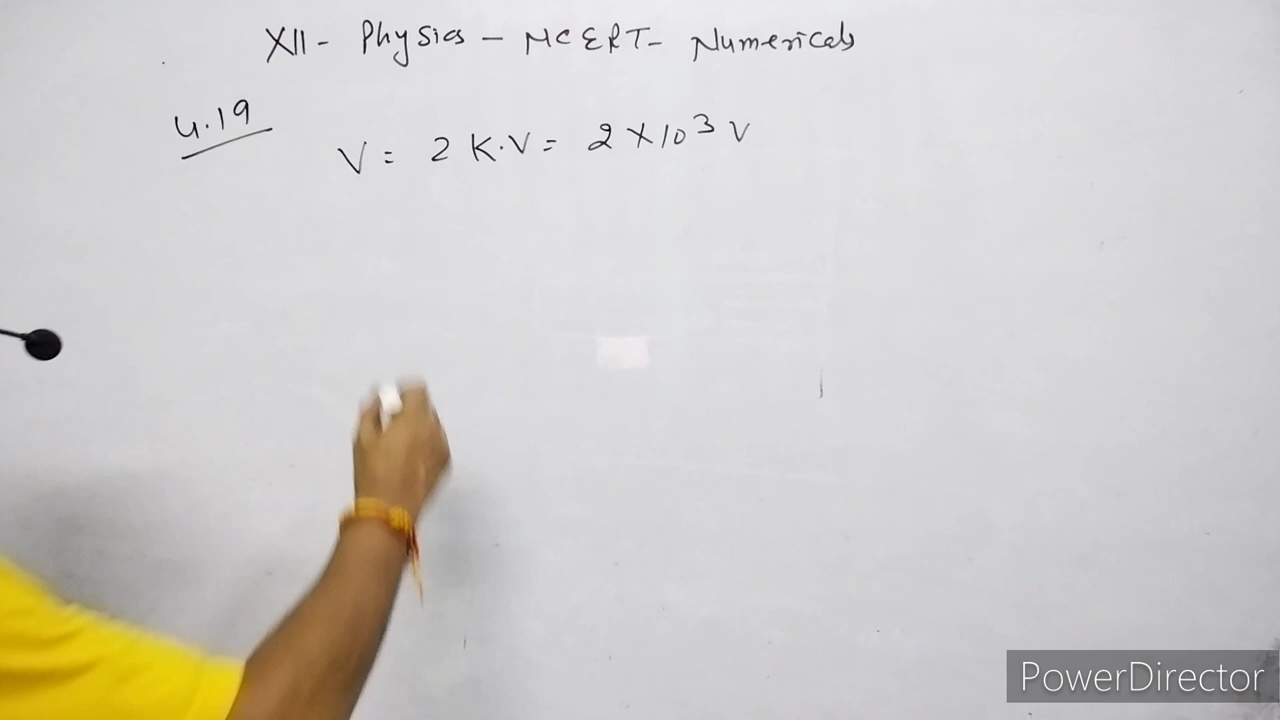 XII - Physics - NCERT - Numericals
4.19
V = 2 K.V = 2 X 10³ V
PowerDirector